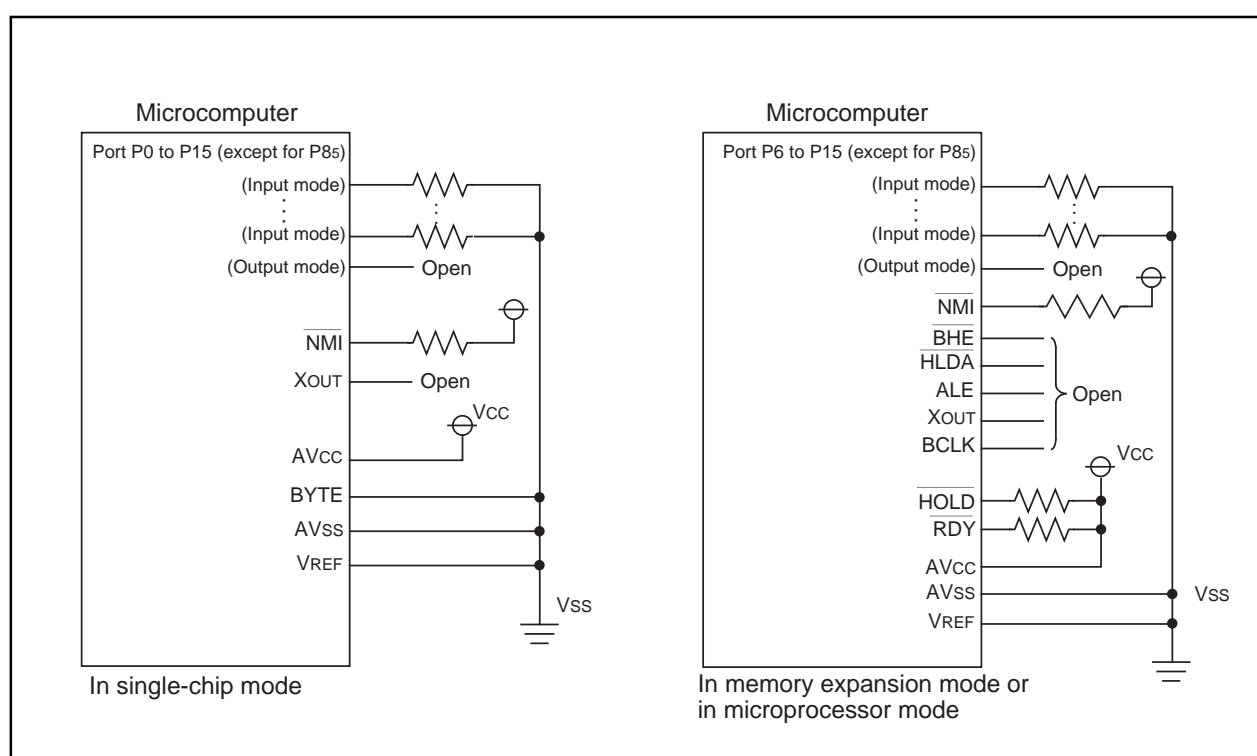 Microcomputer
Port P0 to P15 (except for P85)
(Input mode)
(Input mode)
(Output mode)
Open
NMI
XOUT
Open
VCC
AVCC
BYTE
AVSS
VREF
VSS
In single-chip mode
Microcomputer
Port P6 to P15 (except for P85)
(Input mode)
(Input mode)
(Output mode)
Open
NMI
BHE
HLDA
ALE
Open
XOUT
BCLK
VCC
HOLD
RDY
AVCC
AVSS
VSS
VREF
In memory expansion mode or
in microprocessor mode